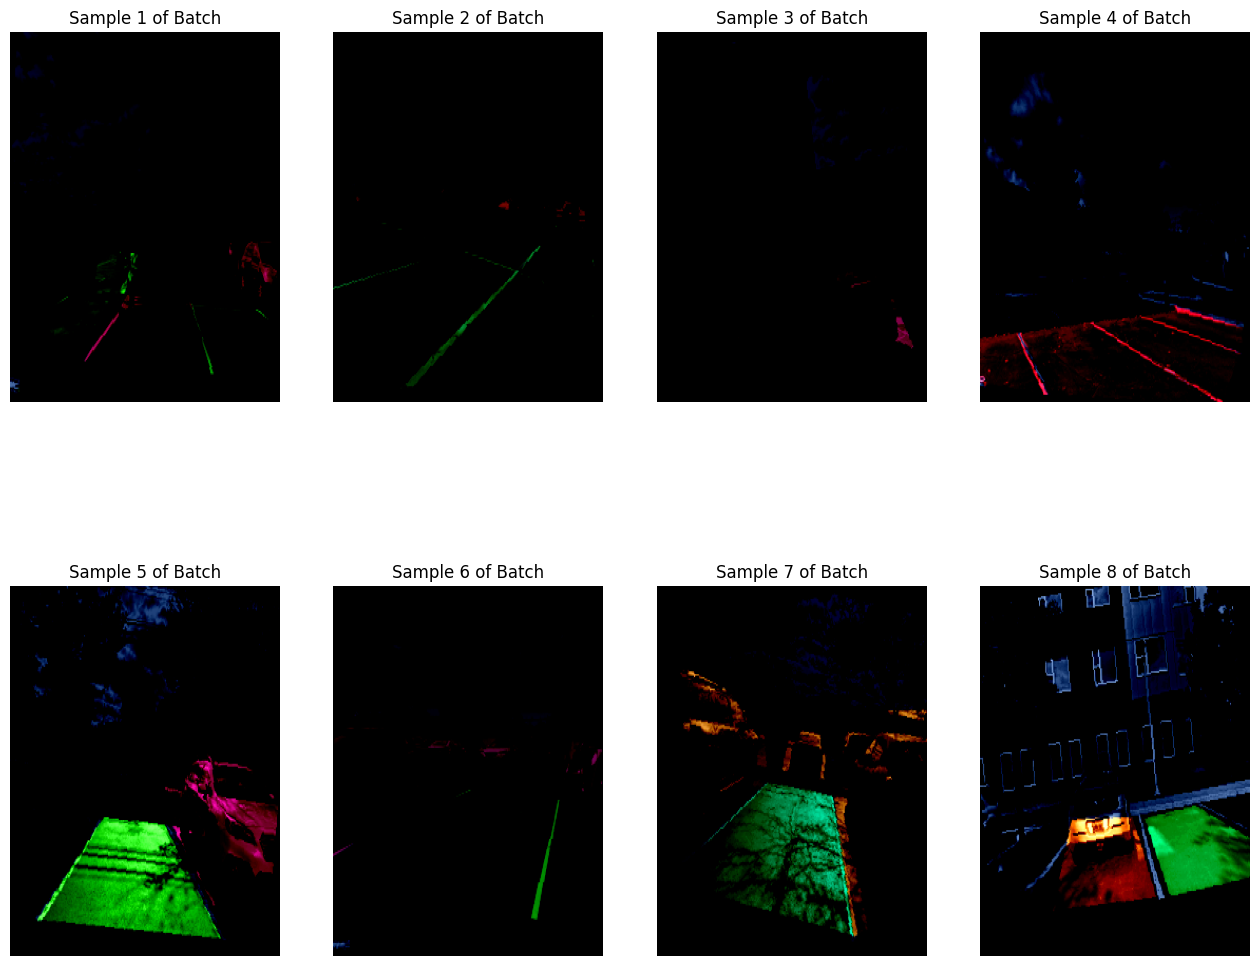 Sample 1 of Batch
Sample 2 of Batch
Sample 3 of Batch
Sample 4 of Batch
Sample 5 of Batch
Sample 6 of Batch
Sample 7 of Batch
Sample 8 of Batch